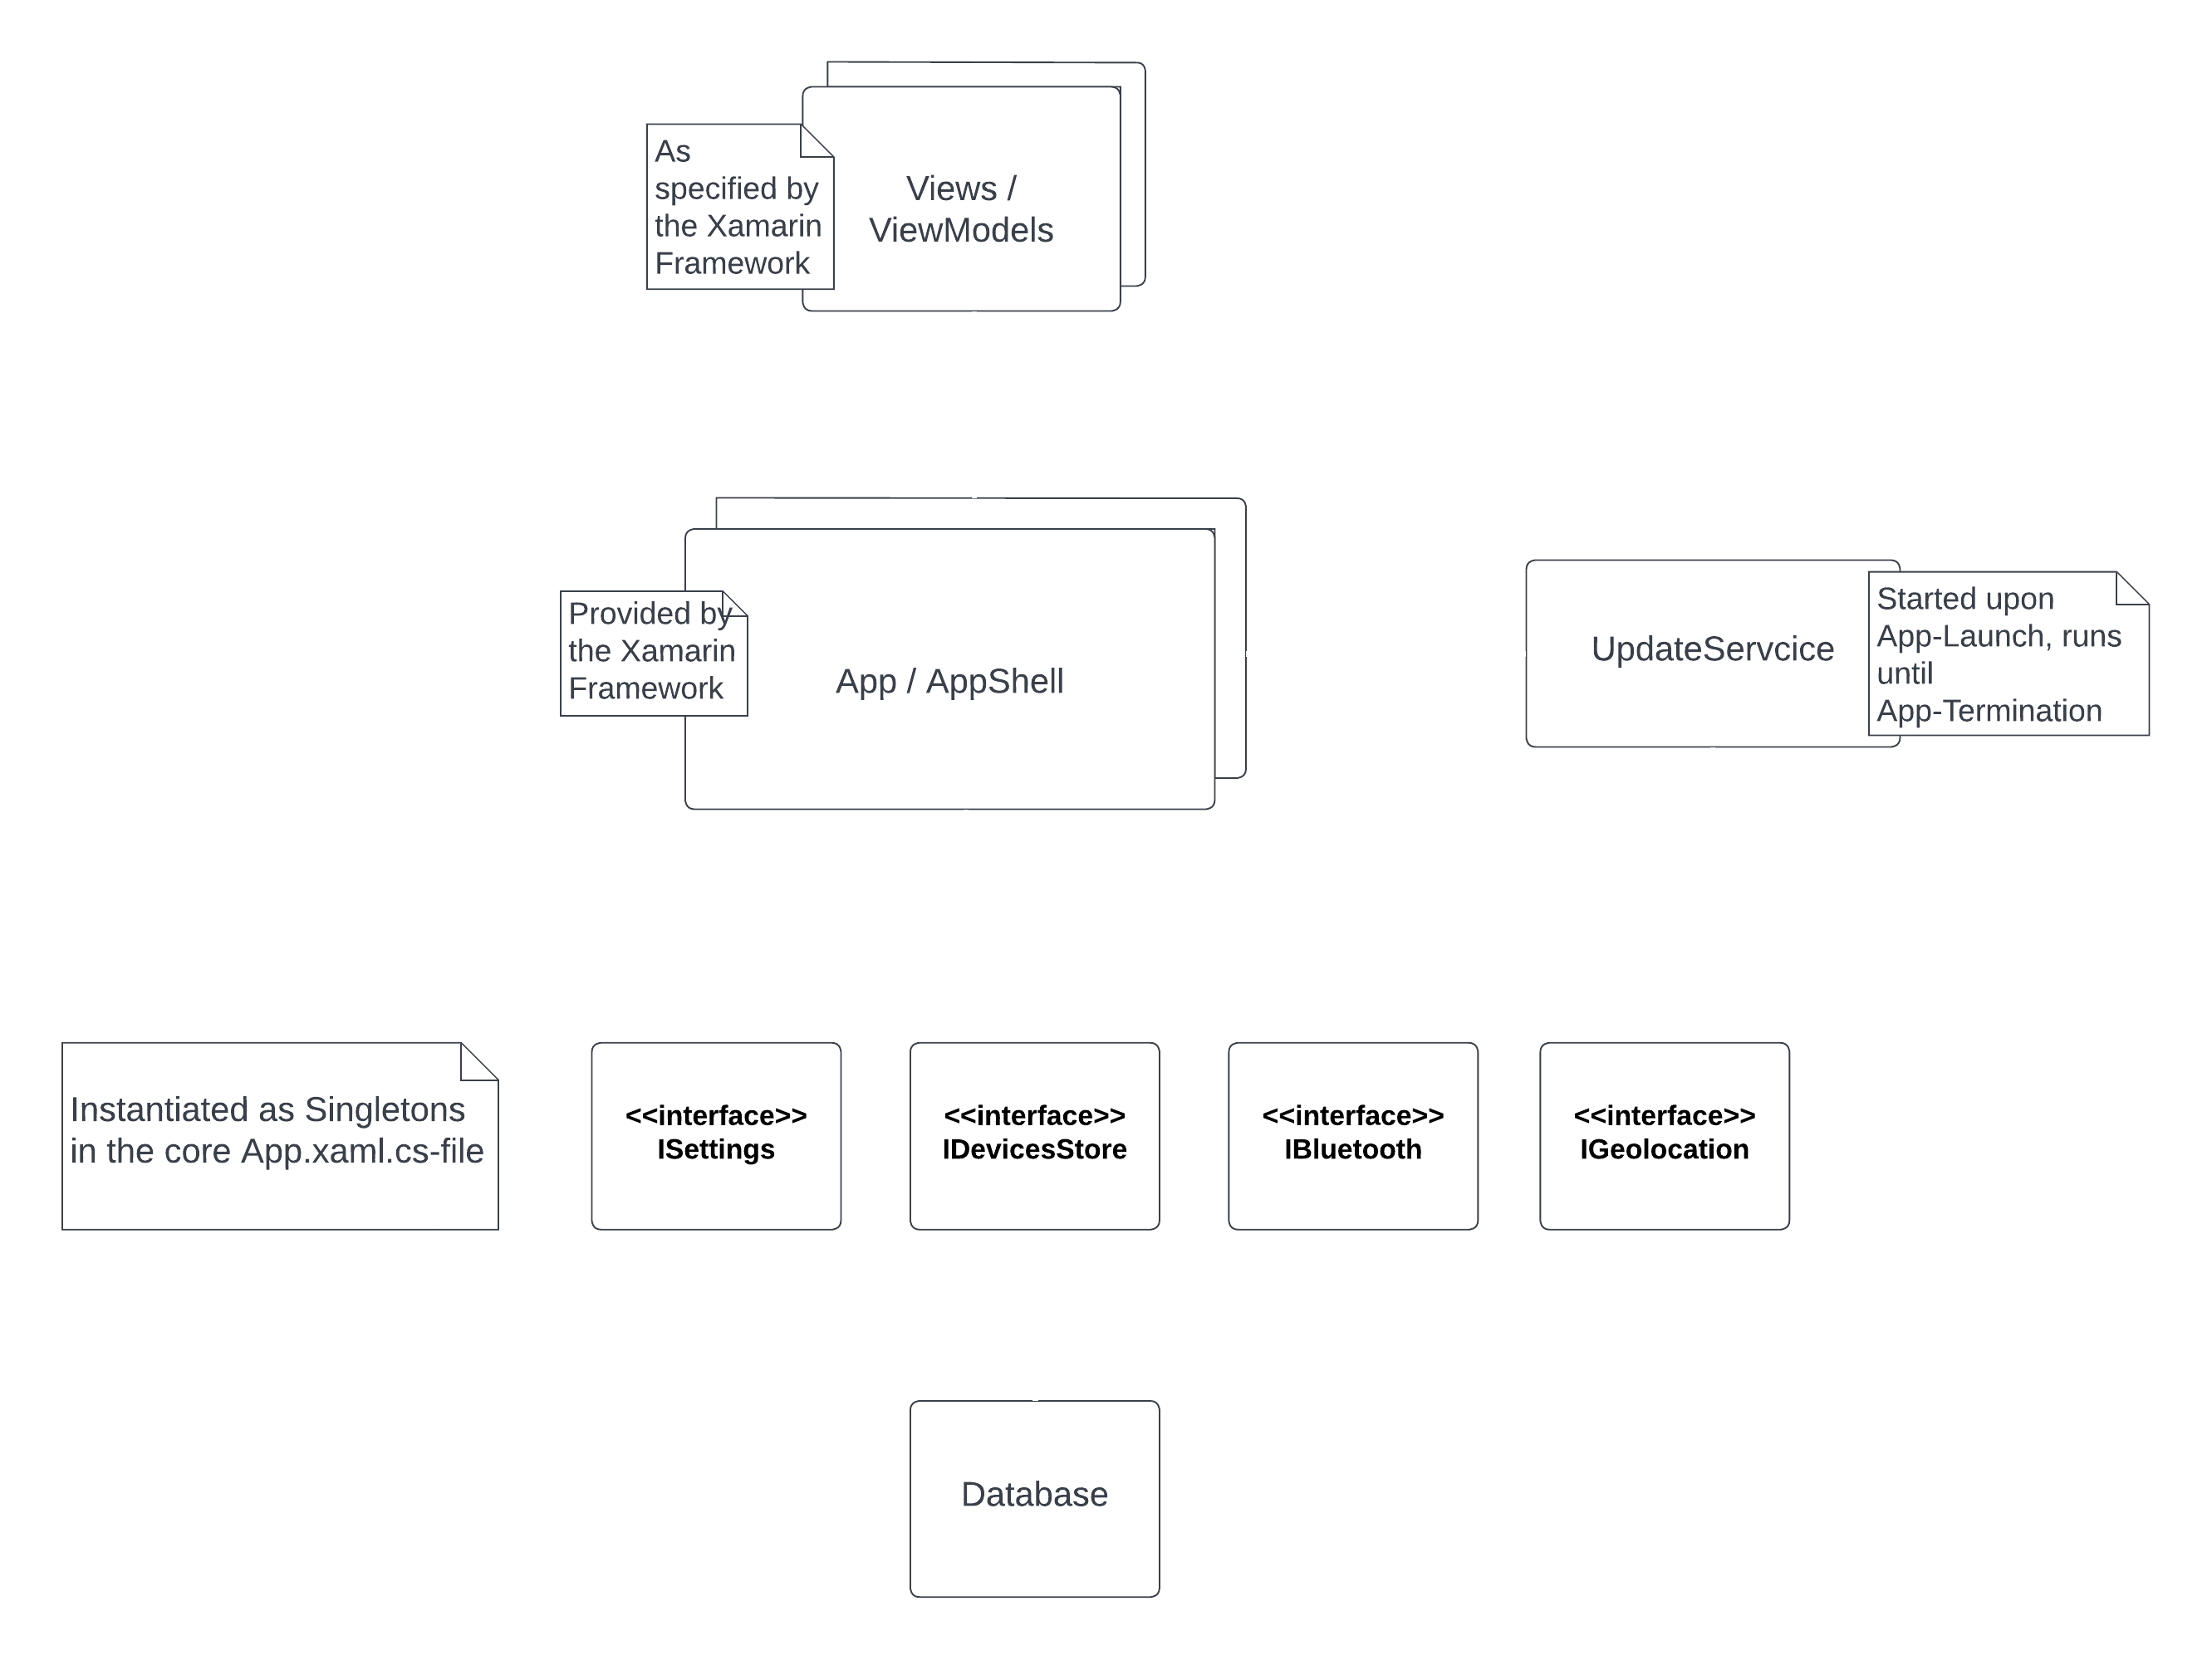 As
specified by
the Xamarin
Framework
Views /
ViewModels
Provided by
the Xamarin
Framework
App / AppShell
UpdateServcice
Started upon
App-Launch, runs
until
App-Termination
Instantiated as Singletons
in the core App.xaml.cs-file
<<interface>>
ISettings
<<interface>>
IDevicesStore
<<interface>>
IBluetooth
<<interface>>
IGeolocation
Database